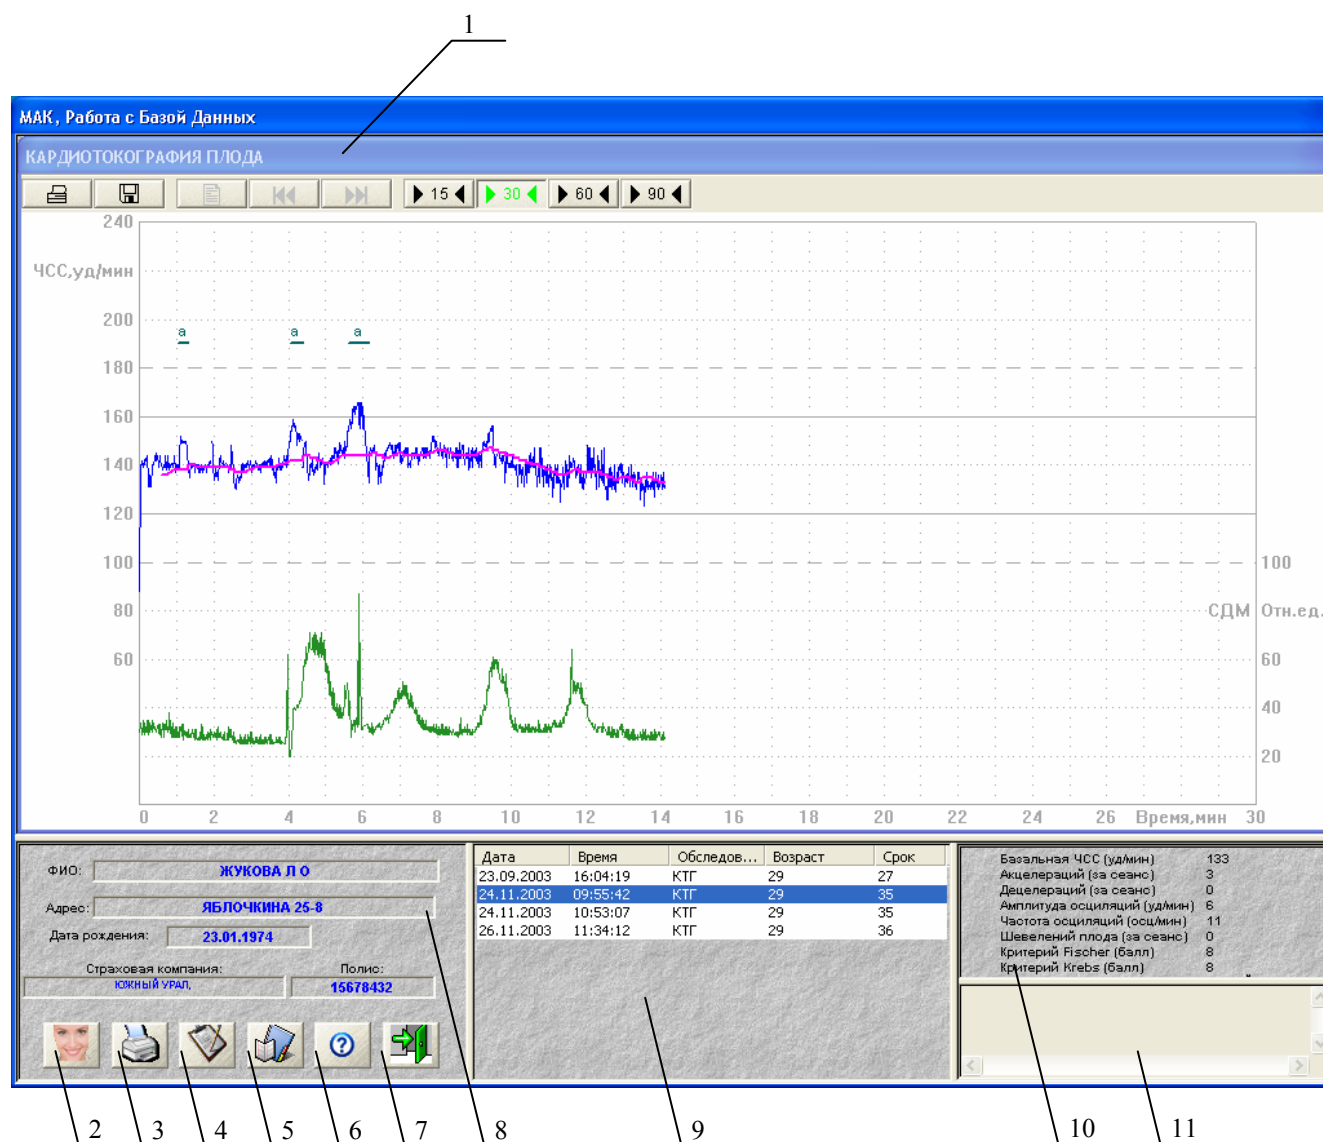 1
МАК, Работа с Базой Данных
КАРДИОТОКОГРАФИЯ ПЛОДА
15 30 60 90
240
ЧСС,уд/мин
200
a a a
180
160
140
120
100 100
80 СДМ Отн.ед.
60 60
40
20
0 2 4 6 8 10 12 14 16 18 20 22 24 26 Время,мин 30
ФИО: ЖУКОВА Л О
Адрес: ЯБЛОЧКИНА 25-8
Дата рождения: 23.01.1974
Страховая компания: Полис:
ЮЖНЫЙ УРАЛ, 15678432
Дата Время Обследов... Возраст Срок
23.09.2003 16:04:19 КТГ 29 27
24.11.2003 09:55:42 КТГ 29 35
24.11.2003 10:53:07 КТГ 29 35
26.11.2003 11:34:12 КТГ 29 36
Базальная ЧСС (уд/мин) 133
Акцелераций (за сеанс) 3
Децелераций (за сеанс) 0
Амплитуда осциляций (уд/мин) 6
Частота осциляций (осц/мин) 11
Шевелений плода (за сеанс) 0
Критерий Fischer (балл) 8
Критерий Krebs (балл) 8
2 3 4 5 6 7 8 9 10 11